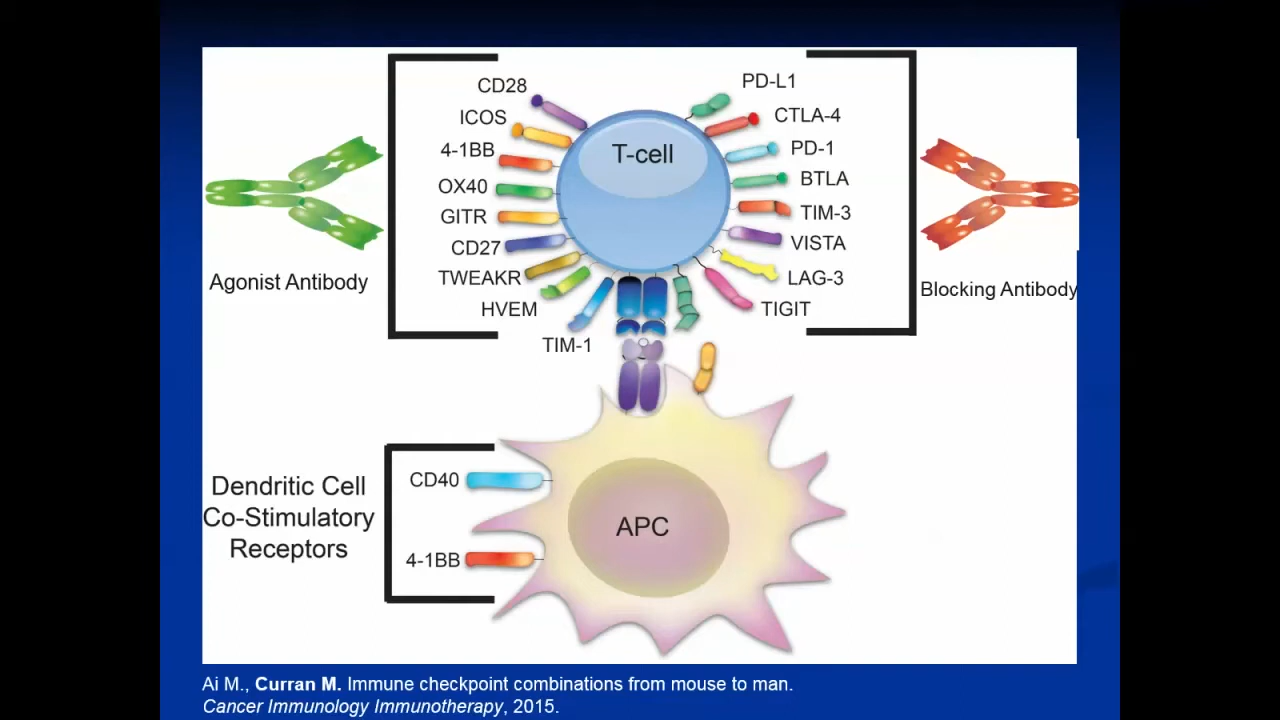 CD28
ICOS
4-1BB
OX40
GITR
CD27
TWEAKR
HVEM
TIM-1
T-cell
PD-L1
CTLA-4
PD-1
BTLA
TIM-3
VISTA
LAG-3
TIGIT
Agonist Antibody
Blocking Antibody
Dendritic Cell
Co-Stimulatory
Receptors
CD40
4-1BB
APC
Ai M., Curran M. Immune checkpoint combinations from mouse to man.
Cancer Immunology Immunotherapy, 2015.